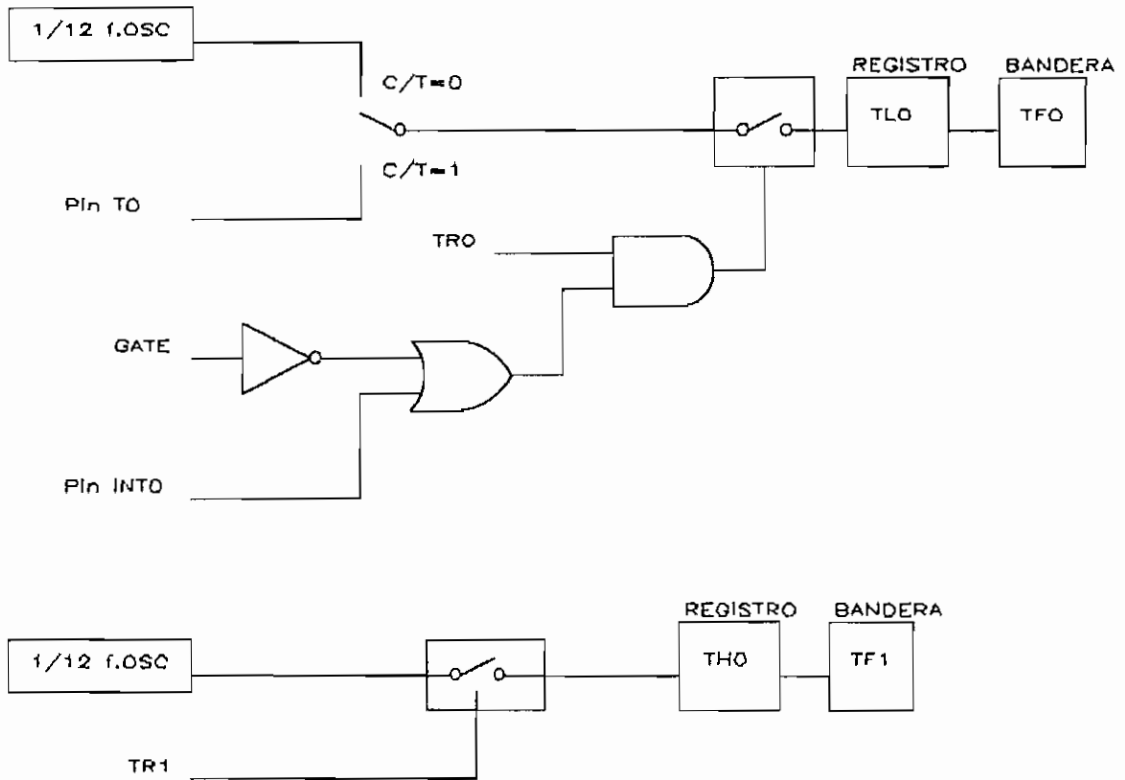 1/12 f.OSC
REGISTRO BANDERA
C/T=0
TL0 TF0
C/T=1
Pin T0
TR0
GATE
Pin INT0
REGISTRO BANDERA
1/12 f.OSC
TH0 TF1
TR1